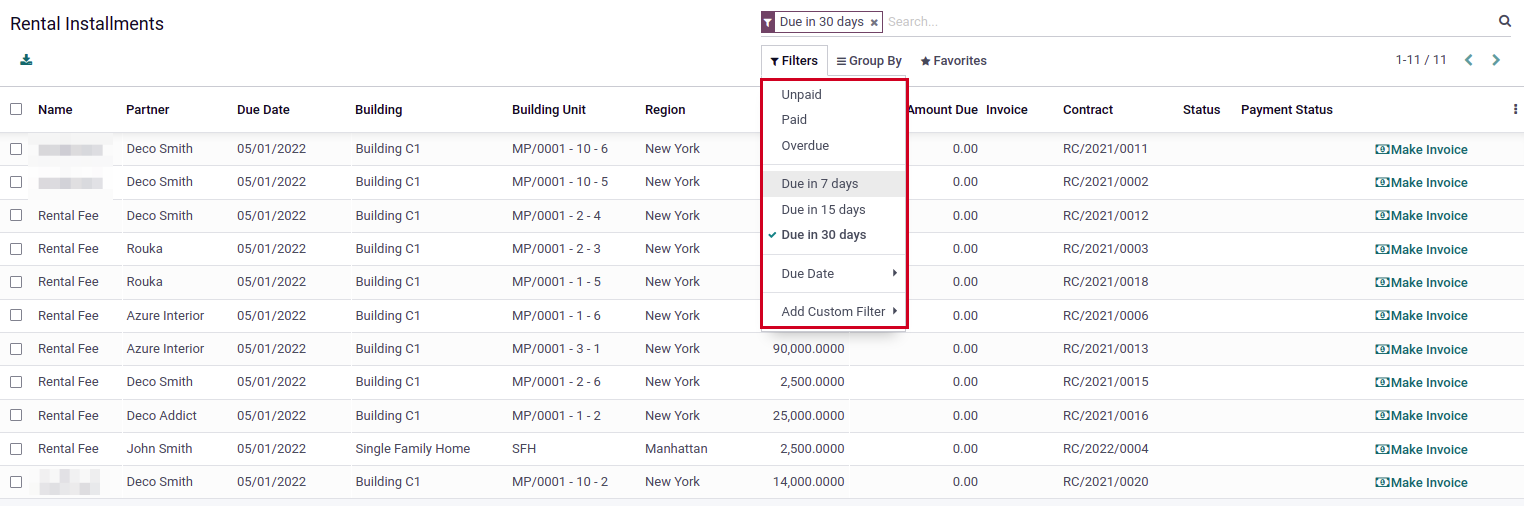 Rental Installments
Due in 30 days ×
Search...
Filters Group By Favorites
1-11 / 11
Unpaid
Paid
Overdue
Due in 7 days
Due in 15 days
Due in 30 days
Due Date
Add Custom Filter
Name Partner Due Date Building Building Unit Region Amount Due Invoice Contract Status Payment Status
Deco Smith 05/01/2022 Building C1 MP/0001 - 10 - 6 New York 0.00 RC/2021/0011 Make Invoice
Deco Smith 05/01/2022 Building C1 MP/0001 - 10 - 5 New York 0.00 RC/2021/0002 Make Invoice
Rental Fee Deco Smith 05/01/2022 Building C1 MP/0001 - 2 - 4 New York 0.00 RC/2021/0012 Make Invoice
Rental Fee Rouka 05/01/2022 Building C1 MP/0001 - 2 - 3 New York 0.00 RC/2021/0003 Make Invoice
Rental Fee Rouka 05/01/2022 Building C1 MP/0001 - 1 - 5 New York 0.00 RC/2021/0018 Make Invoice
Rental Fee Azure Interior 05/01/2022 Building C1 MP/0001 - 1 - 6 New York 0.00 RC/2021/0006 Make Invoice
Rental Fee Azure Interior 05/01/2022 Building C1 MP/0001 - 3 - 1 New York 90,000.0000 0.00 RC/2021/0013 Make Invoice
Rental Fee Deco Smith 05/01/2022 Building C1 MP/0001 - 2 - 6 New York 2,500.0000 0.00 RC/2021/0015 Make Invoice
Rental Fee Deco Addict 05/01/2022 Building C1 MP/0001 - 1 - 2 New York 25,000.0000 0.00 RC/2021/0016 Make Invoice
Rental Fee John Smith 05/01/2022 Single Family Home SFH Manhattan 2,500.0000 0.00 RC/2022/0004 Make Invoice
Deco Smith 05/01/2022 Building C1 MP/0001 - 10 - 2 New York 14,000.0000 0.00 RC/2021/0020 Make Invoice